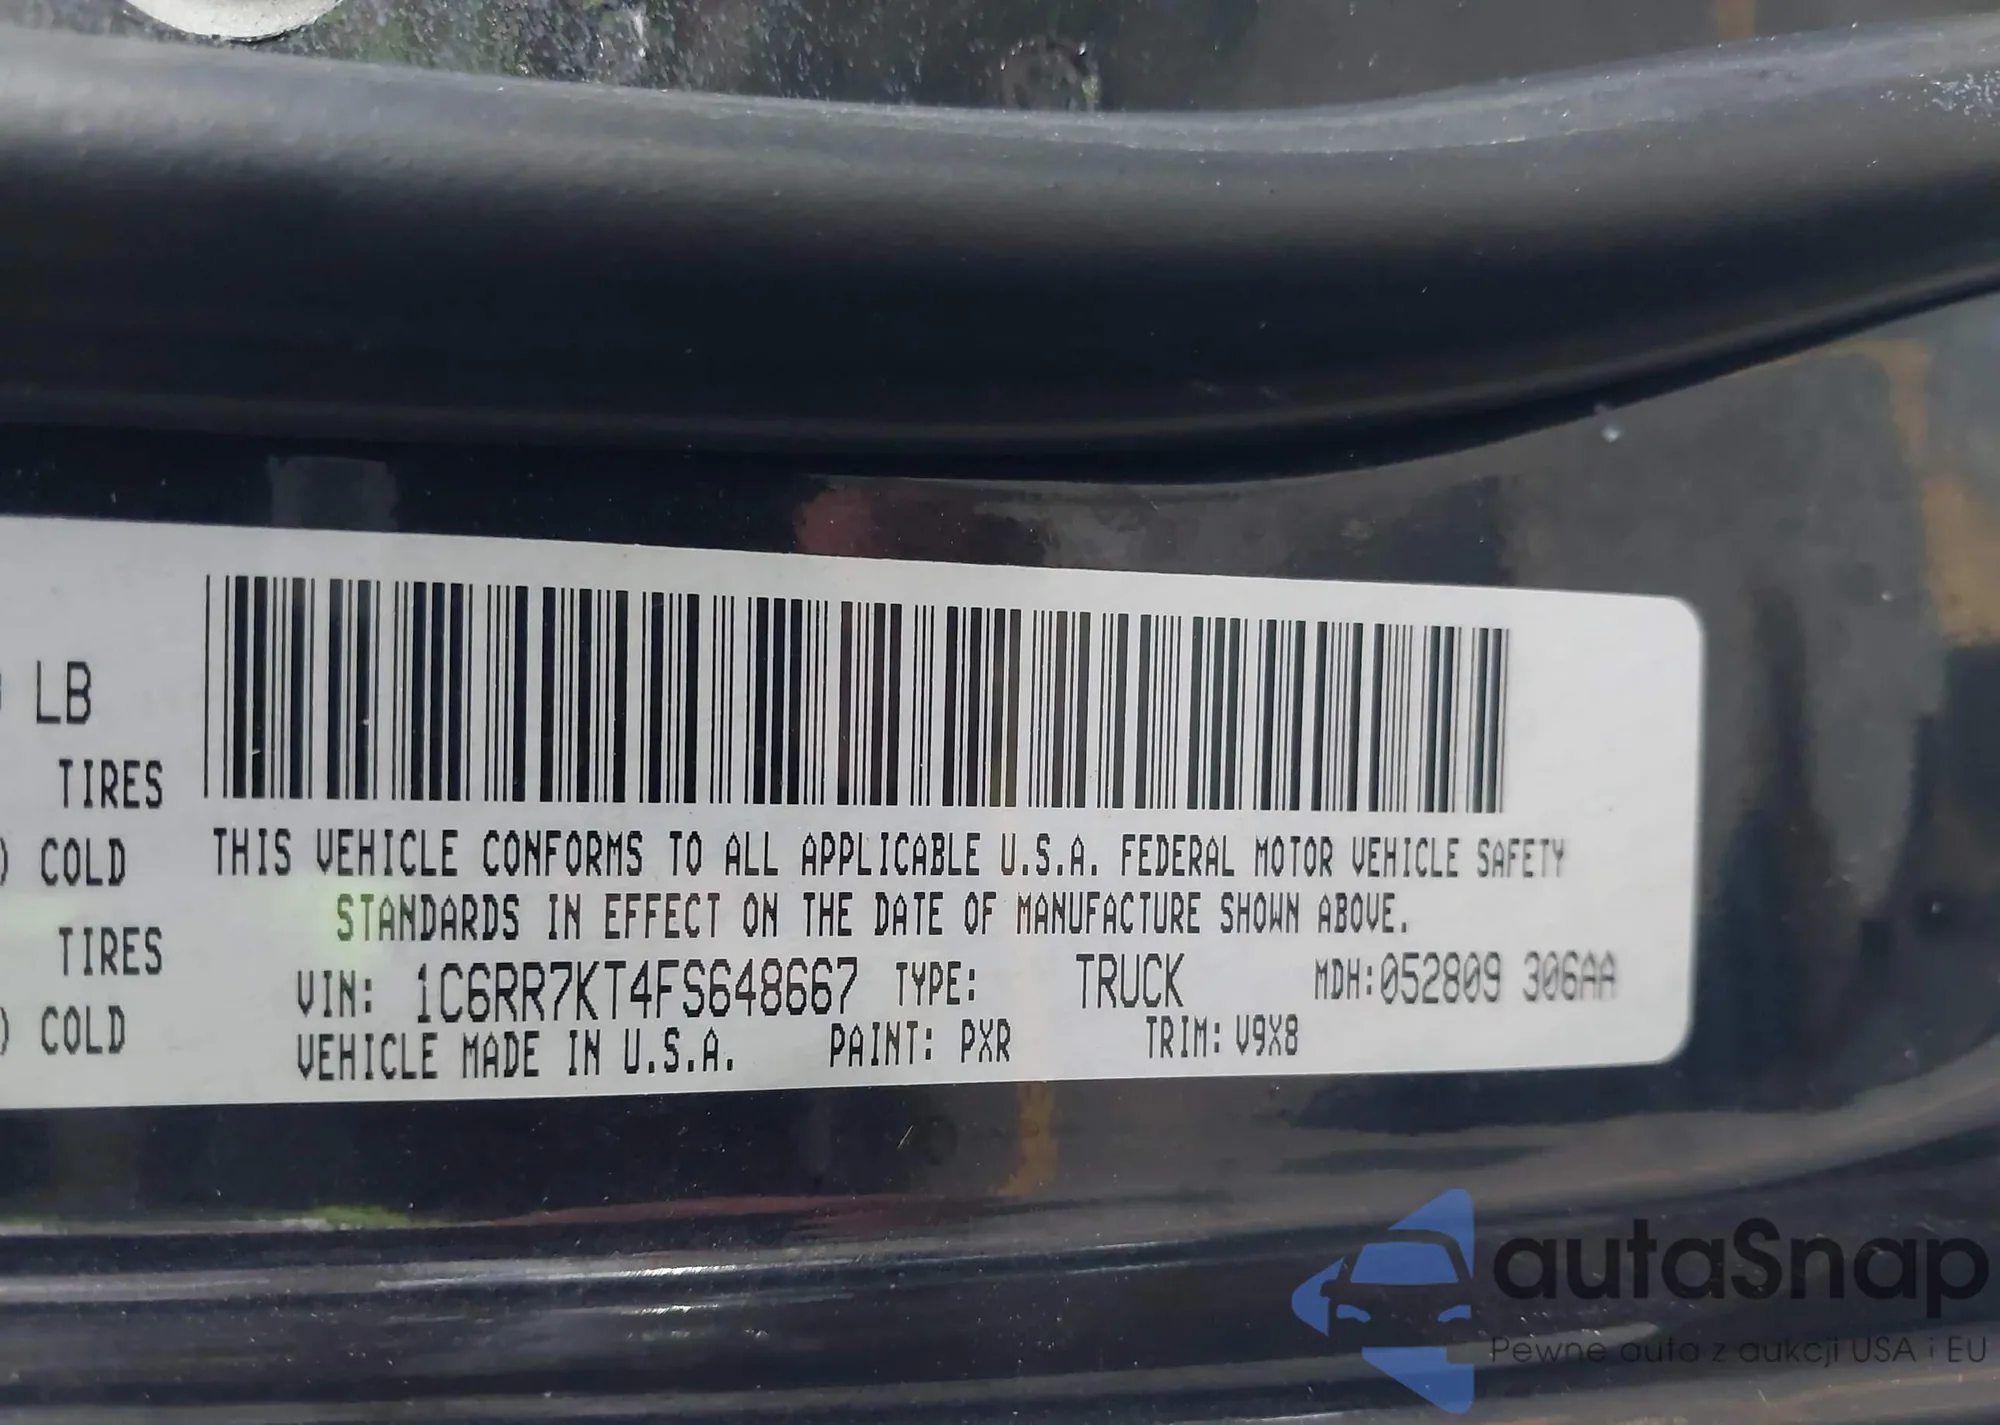 LB
TIRES
) COLD
TIRES
) COLD
THIS VEHICLE CONFORMS TO ALL APPLICABLE U.S.A. FEDERAL MOTOR VEHICLE SAFETY
STANDARDS IN EFFECT ON THE DATE OF MANUFACTURE SHOWN ABOVE.
VIN: 1C6RR7KT4FS648667 TYPE: TRUCK MDH:052809 306AA
VEHICLE MADE IN U.S.A. PAINT: PXR TRIM: V9X8
autaSnap
Pewne auta z aukcji USA i EU